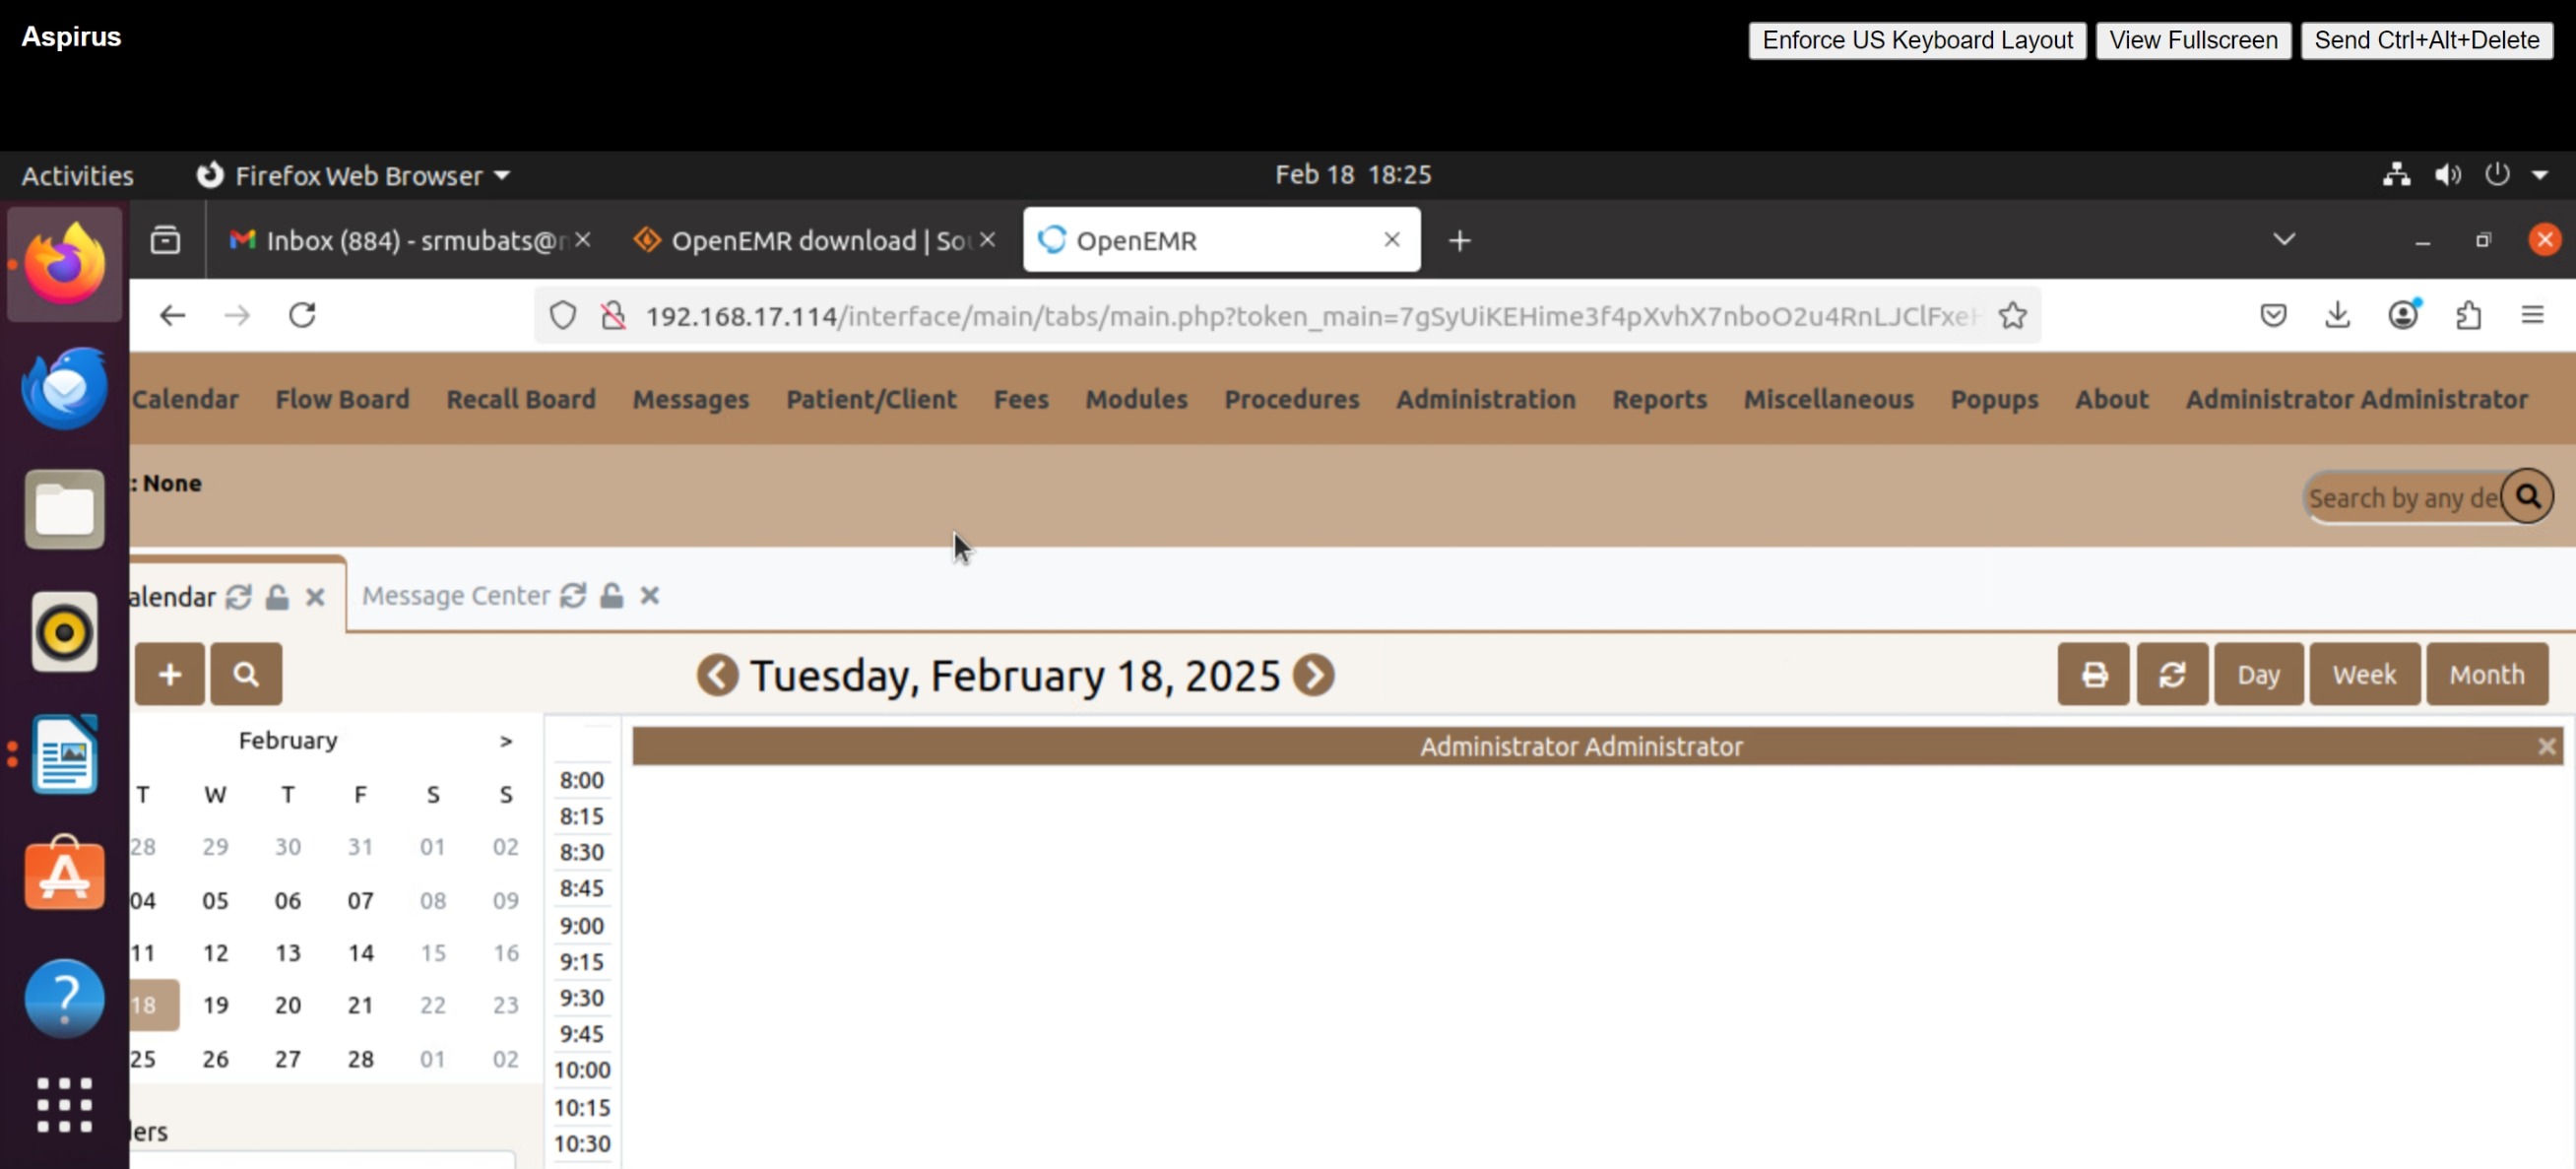 Aspirus
Enforce US Keyboard Layout View Fullscreen Send Ctrl+Alt+Delete
Activities Firefox Web Browser Feb 18 18:25
Inbox (884) - srmubats@ OpenEMR download | Sou OpenEMR
192.168.17.114/interface/main/tabs/main.php?token_main=7gSyUiKEHime3f4pXvhX7nboO2u4RnLJClFxeH
Calendar Flow Board Recall Board Messages Patient/Client Fees Modules Procedures Administration Reports Miscellaneous Popups About Administrator Administrator
: None
Search by any de
alendar Message Center
Tuesday, February 18, 2025
Day Week Month
February >
Administrator Administrator
T W T F S S
28 29 30 31 01 02
04 05 06 07 08 09
11 12 13 14 15 16
18 19 20 21 22 23
25 26 27 28 01 02
lers
8:00
8:15
8:30
8:45
9:00
9:15
9:30
9:45
10:00
10:15
10:30